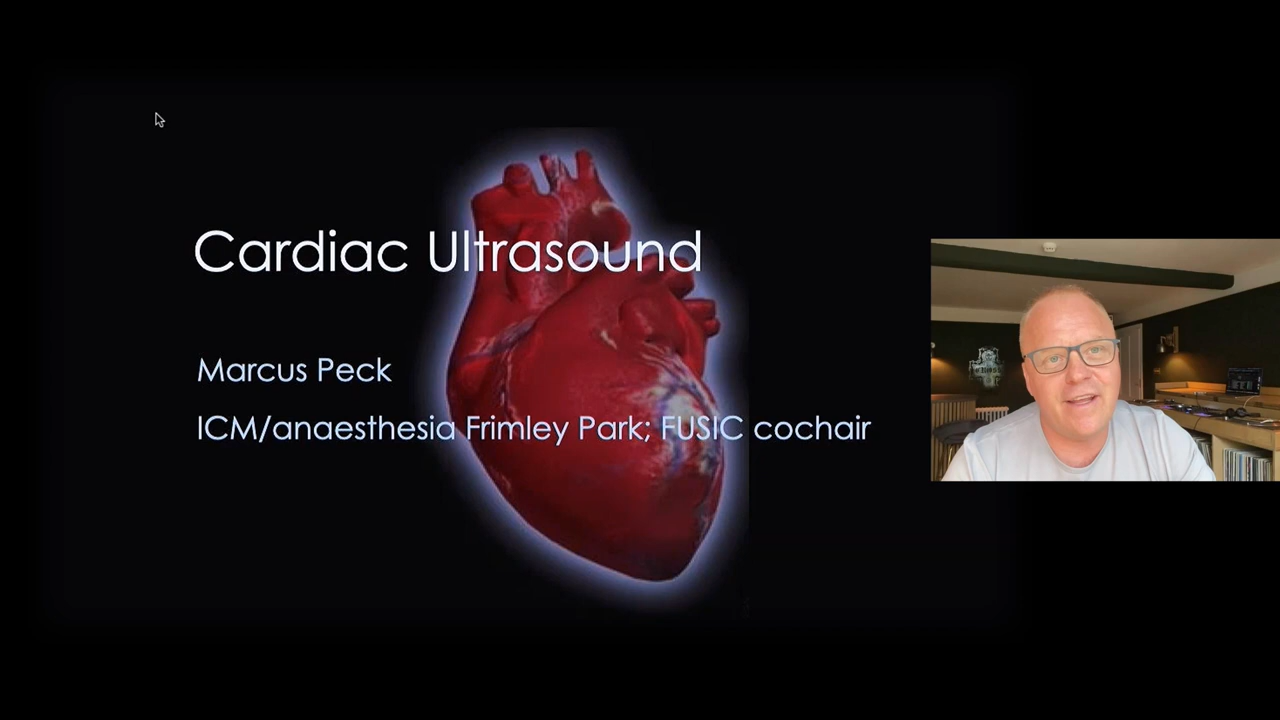 Cardiac Ultrasound
Marcus Peck
ICM/anaesthesia Frimley Park; FUSIC cochair